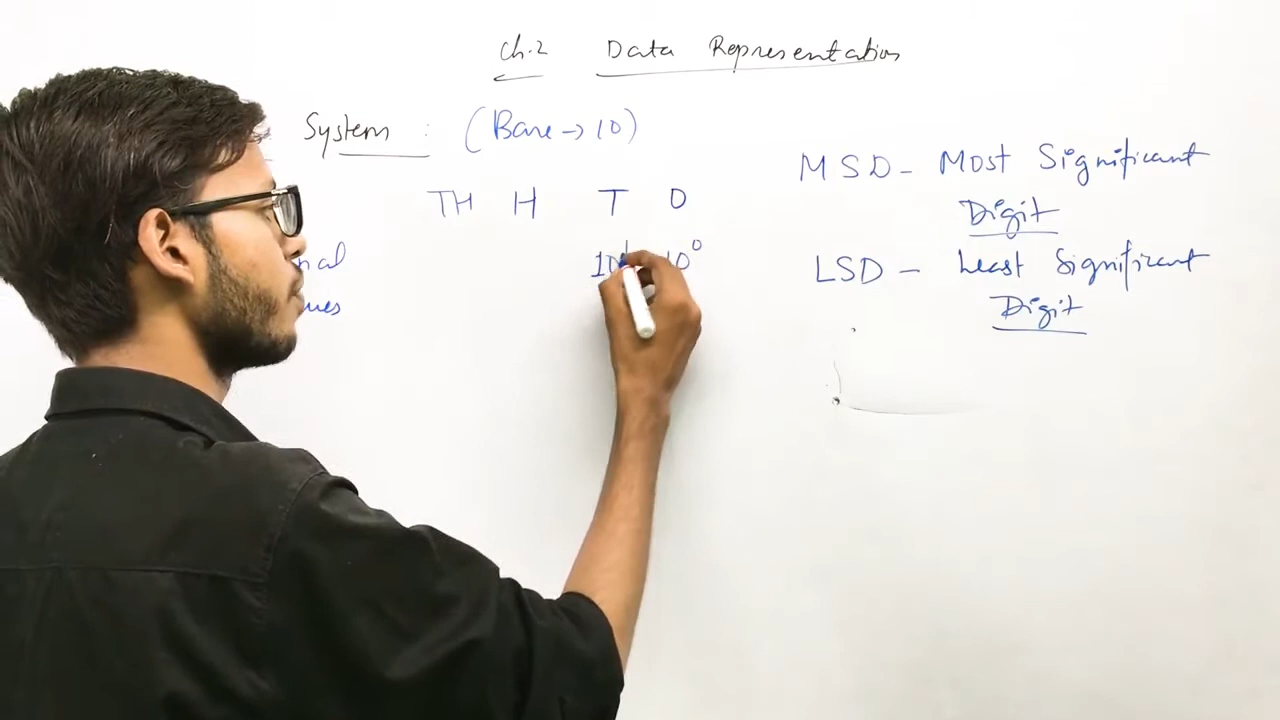 Ch.2 Data Representation
System : (Base → 10)
TH H T O
10¹ 10⁰
MSD - Most Significant
Digit
LSD - Least Significant
Digit